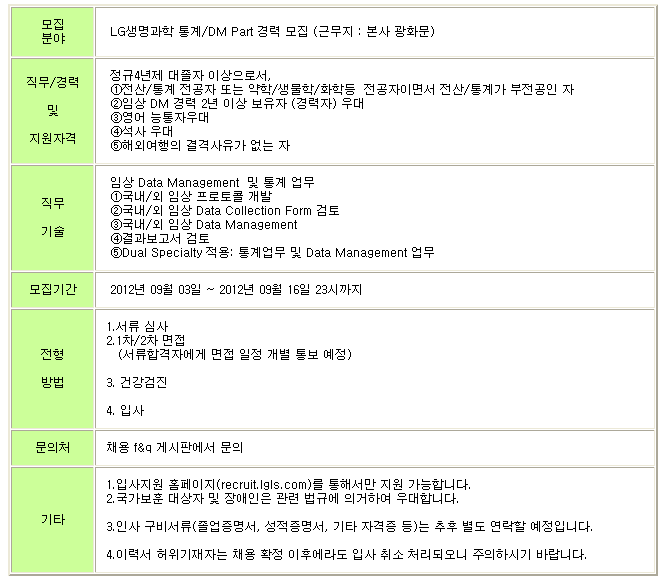 모집
분야
LG생명과학 통계/DM Part 경력 모집 (근무지 : 본사 광화문)
직무/경력
및
지원자격
정규4년제 대졸자 이상으로서,
①전산/통계 전공자 또는 약학/생물학/화학등 전공자이면서 전산/통계가 부전공인 자
②임상 DM 경력 2년 이상 보유자 (경력자) 우대
③영어 능통자우대
④석사 우대
⑤해외여행의 결격사유가 없는 자
직무
기술
임상 Data Management 및 통계 업무
①국내/외 임상 프로토콜 개발
②국내/외 임상 Data Collection Form 검토
③국내/외 임상 Data Management
④결과보고서 검토
⑤Dual Specialty 적용: 통계업무 및 Data Management 업무
모집기간
2012년 09월 03일 ~ 2012년 09월 16일 23시까지
전형
방법
1.서류 심사
2.1차/2차 면접
(서류합격자에게 면접 일정 개별 통보 예정)
3. 건강검진
4. 입사
문의처
채용 f&q 게시판에서 문의
기타
1.입사지원 홈페이지(recruit.lgls.com)를 통해서만 지원 가능합니다.
2.국가보훈 대상자 및 장애인은 관련 법규에 의거하여 우대합니다.
3.인사 구비서류(졸업증명서, 성적증명서, 기타 자격증 등)는 추후 별도 연락할 예정입니다.
4.이력서 허위기재자는 채용 확정 이후에라도 입사 취소 처리되오니 주의하시기 바랍니다.